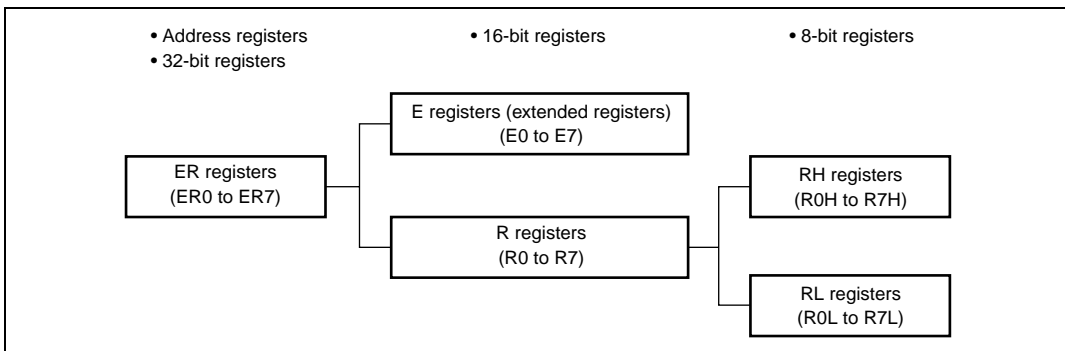 • Address registers
• 32-bit registers
• 16-bit registers
• 8-bit registers
E registers (extended registers)
(E0 to E7)
ER registers
(ER0 to ER7)
RH registers
(R0H to R7H)
R registers
(R0 to R7)
RL registers
(R0L to R7L)